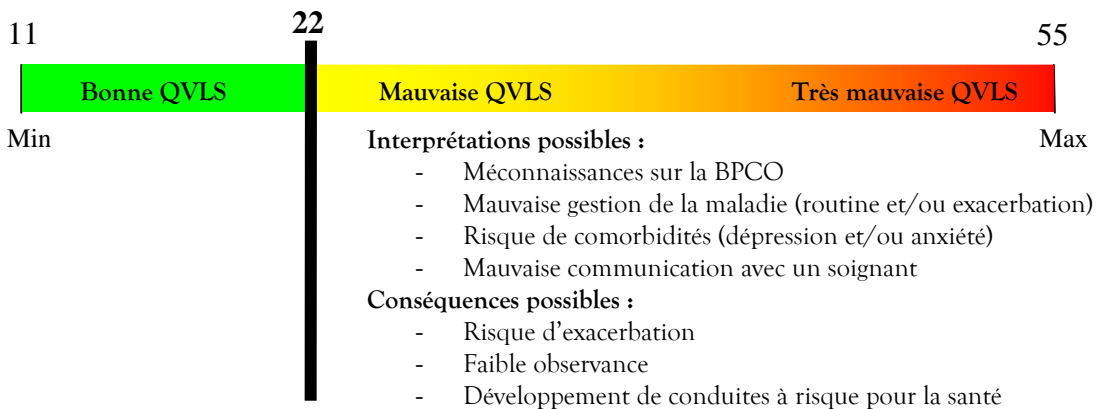 22
11 55
Bonne QVLS Mauvaise QVLS Très mauvaise QVLS
Min Max
Interprétations possibles :
- Méconnaissances sur la BPCO
- Mauvaise gestion de la maladie (routine et/ou exacerbation)
- Risque de comorbidités (dépression et/ou anxiété)
- Mauvaise communication avec un soignant
Conséquences possibles :
- Risque d'exacerbation
- Faible observance
- Développement de conduites à risque pour la santé